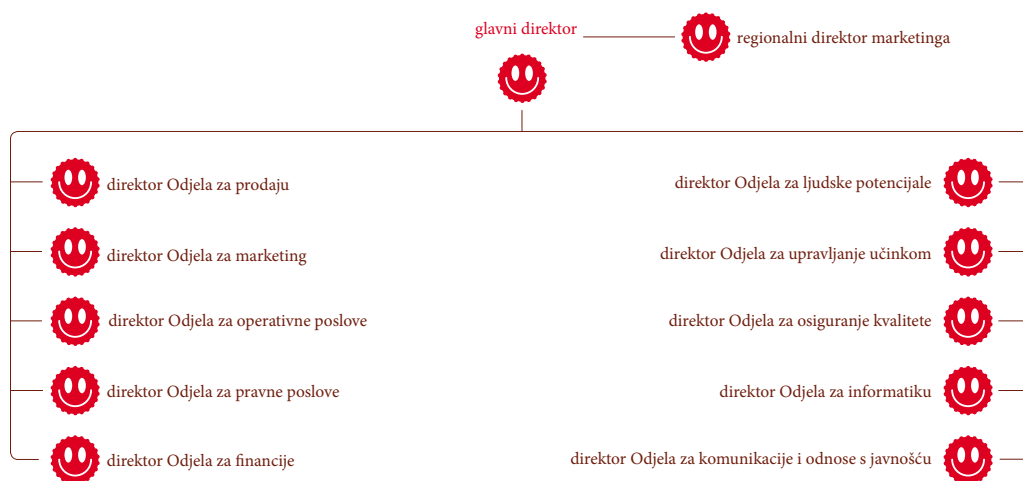 glavni direktor
regionalni direktor marketinga
direktor Odjela za prodaju
direktor Odjela za marketing
direktor Odjela za operativne poslove
direktor Odjela za pravne poslove
direktor Odjela za financije
direktor Odjela za ljudske potencijale
direktor Odjela za upravljanje učinkom
direktor Odjela za osiguranje kvalitete
direktor Odjela za informatiku
direktor Odjela za komunikacije i odnose s javnošću